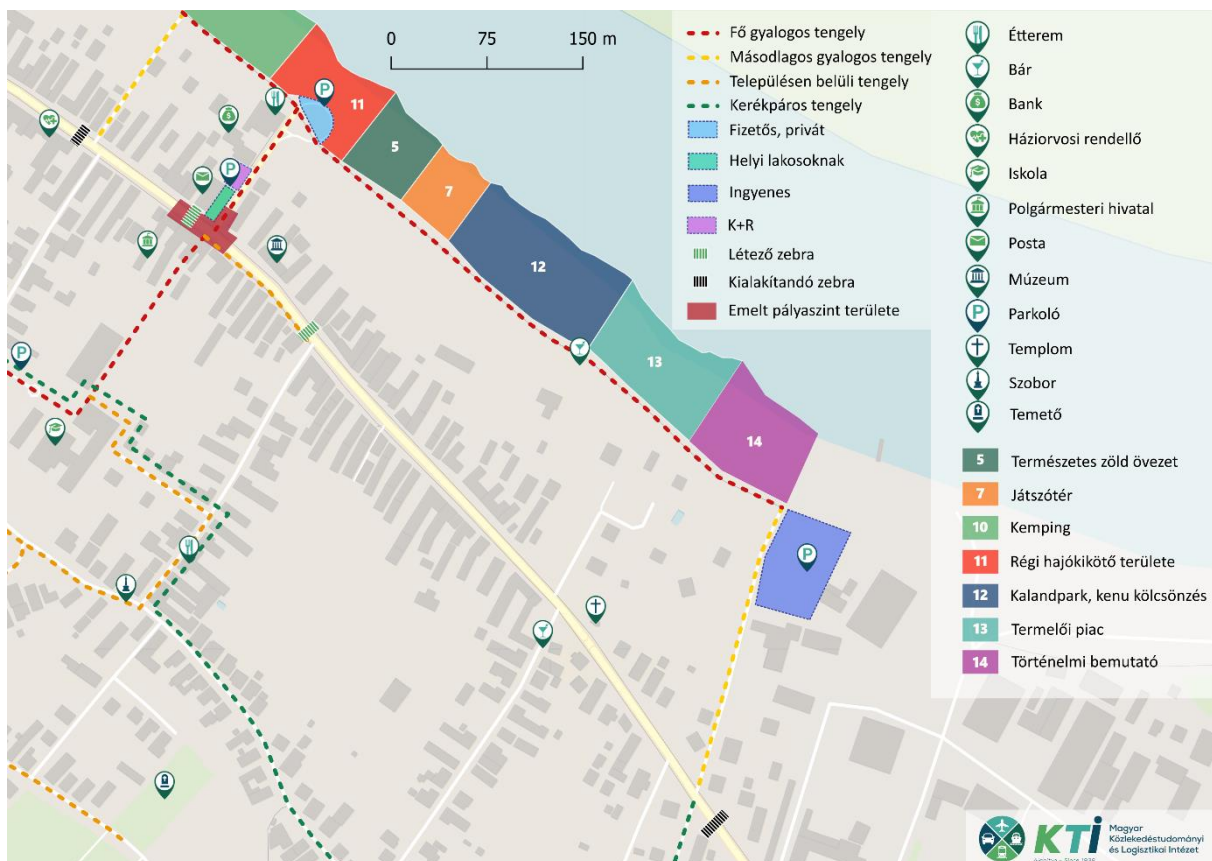 0 75 150 m
Fő gyalogos tengely
Másodlagos gyalogos tengely
Településen belüli tengely
Kerékpáros tengely
Fizetős, privát
Helyi lakosoknak
Ingyenes
K+R
Létező zebra
Kialakítandó zebra
Emelt pályaszint területe
Étterem
Bár
Bank
Háziorvosi rendellő
Iskola
Polgármesteri hivatal
Posta
Múzeum
P Parkoló
Templom
Szobor
Temető
5 Természetes zöld övezet
7 Játszótér
10 Kemping
11 Régi hajókikötő területe
12 Kalandpark, kenu kölcsönzés
13 Termelői piac
14 Történelmi bemutató
P
11
5
P
7
12
P
13
14
P
KTI
Magyar
Közlekedéstudományi
és Logisztikai Intézet